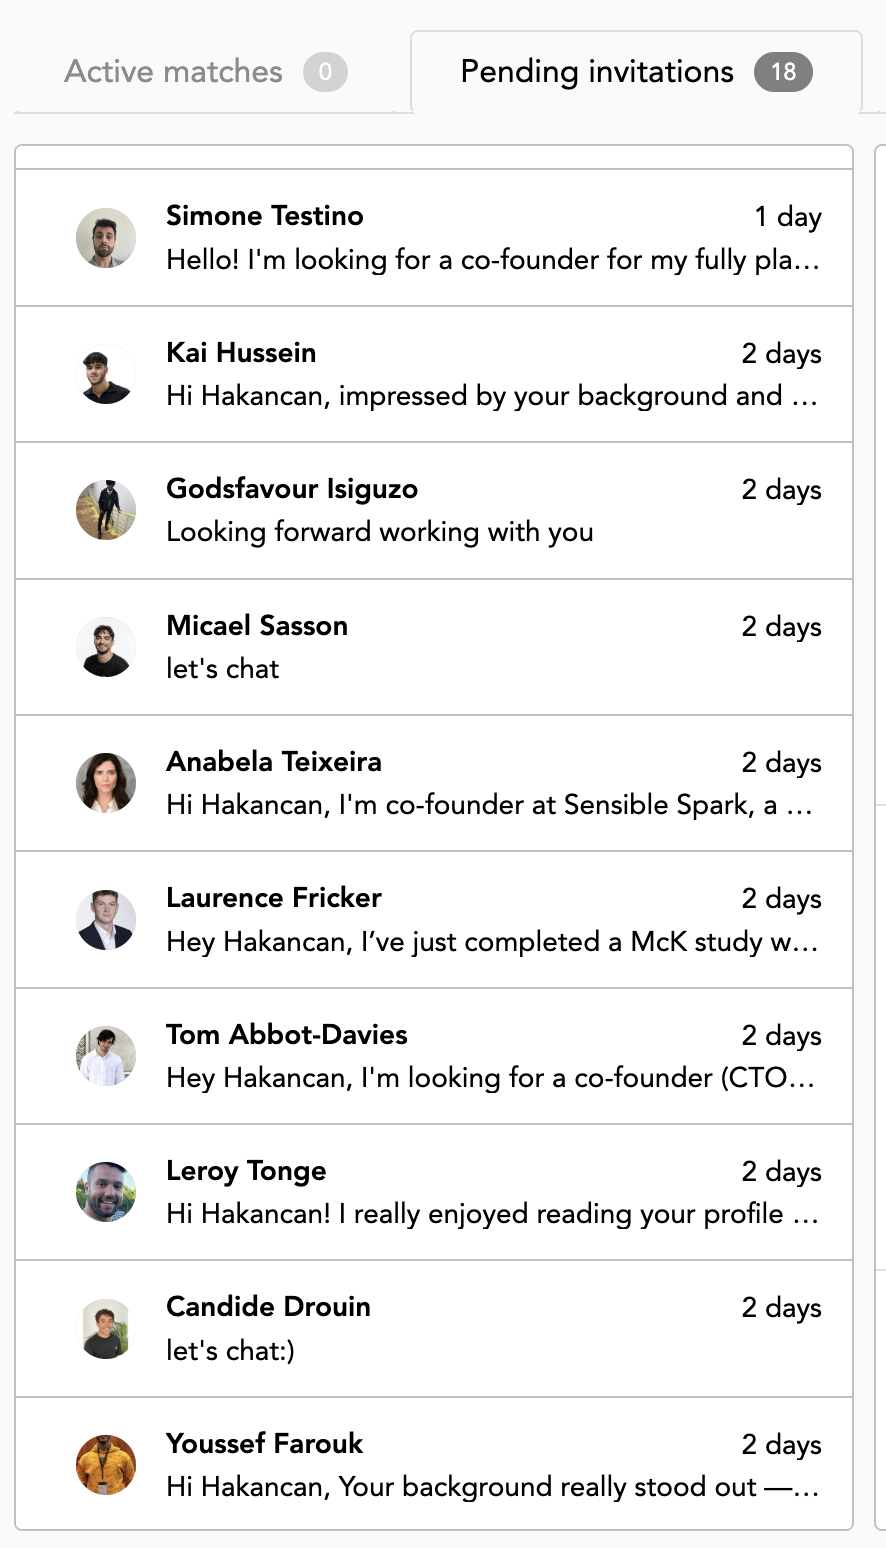 Active matches 0
Pending invitations 18
Simone Testino 1 day
Hello! I'm looking for a co-founder for my fully pla...
Kai Hussein 2 days
Hi Hakancan, impressed by your background and ...
Godsfavour Isiguzo 2 days
Looking forward working with you
Micael Sasson 2 days
let's chat
Anabela Teixeira 2 days
Hi Hakancan, I'm co-founder at Sensible Spark, a ...
Laurence Fricker 2 days
Hey Hakancan, I’ve just completed a McK study w...
Tom Abbot-Davies 2 days
Hey Hakancan, I'm looking for a co-founder (CTO...
Leroy Tonge 2 days
Hi Hakancan! I really enjoyed reading your profile ...
Candide Drouin 2 days
let's chat:)
Youssef Farouk 2 days
Hi Hakancan, Your background really stood out —...